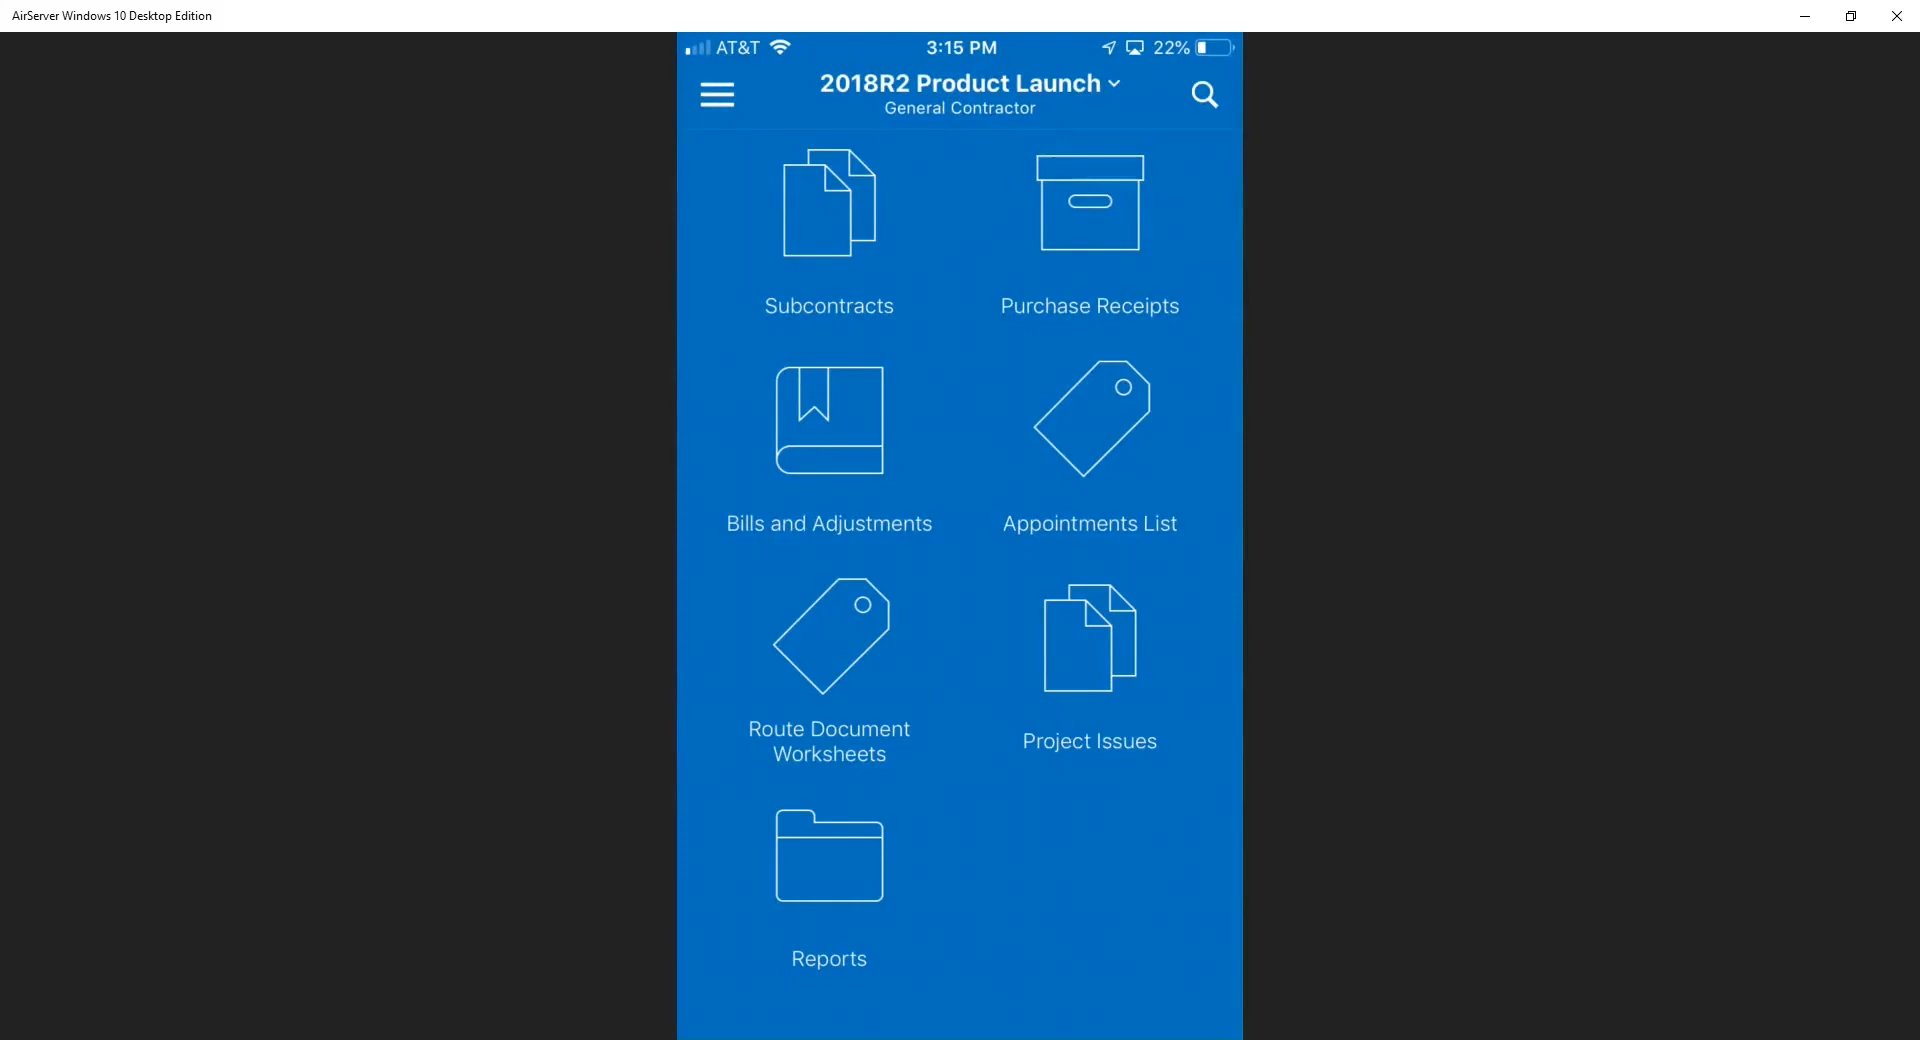 AirServer Windows 10 Desktop Edition
AT&T 3:15 PM 22%
2018R2 Product Launch
General Contractor
Subcontracts Purchase Receipts
Bills and Adjustments Appointments List
Route Document
Worksheets
Project Issues
Reports